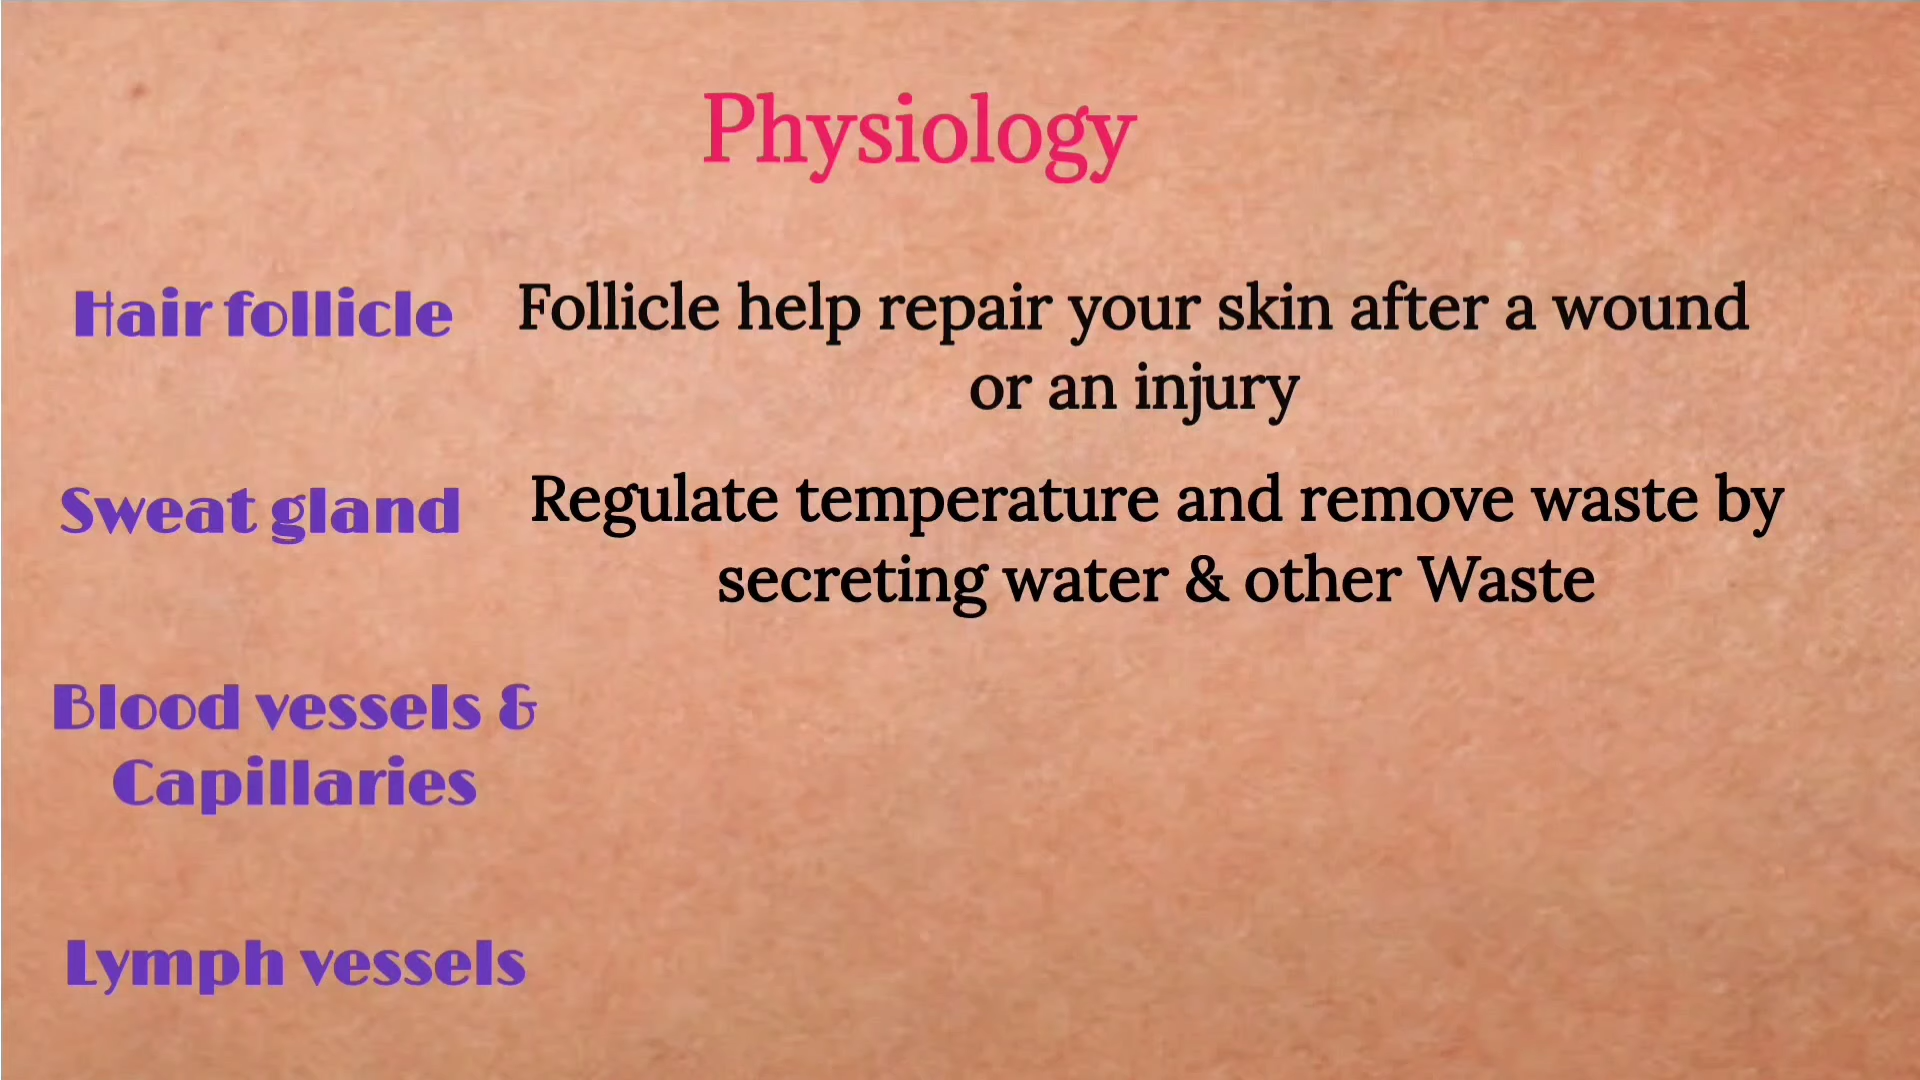 Physiology
Hair follicle
Follicle help repair your skin after a wound
or an injury
Sweat gland
Regulate temperature and remove waste by
secreting water & other Waste
Blood vessels &
Capillaries
Lymph vessels